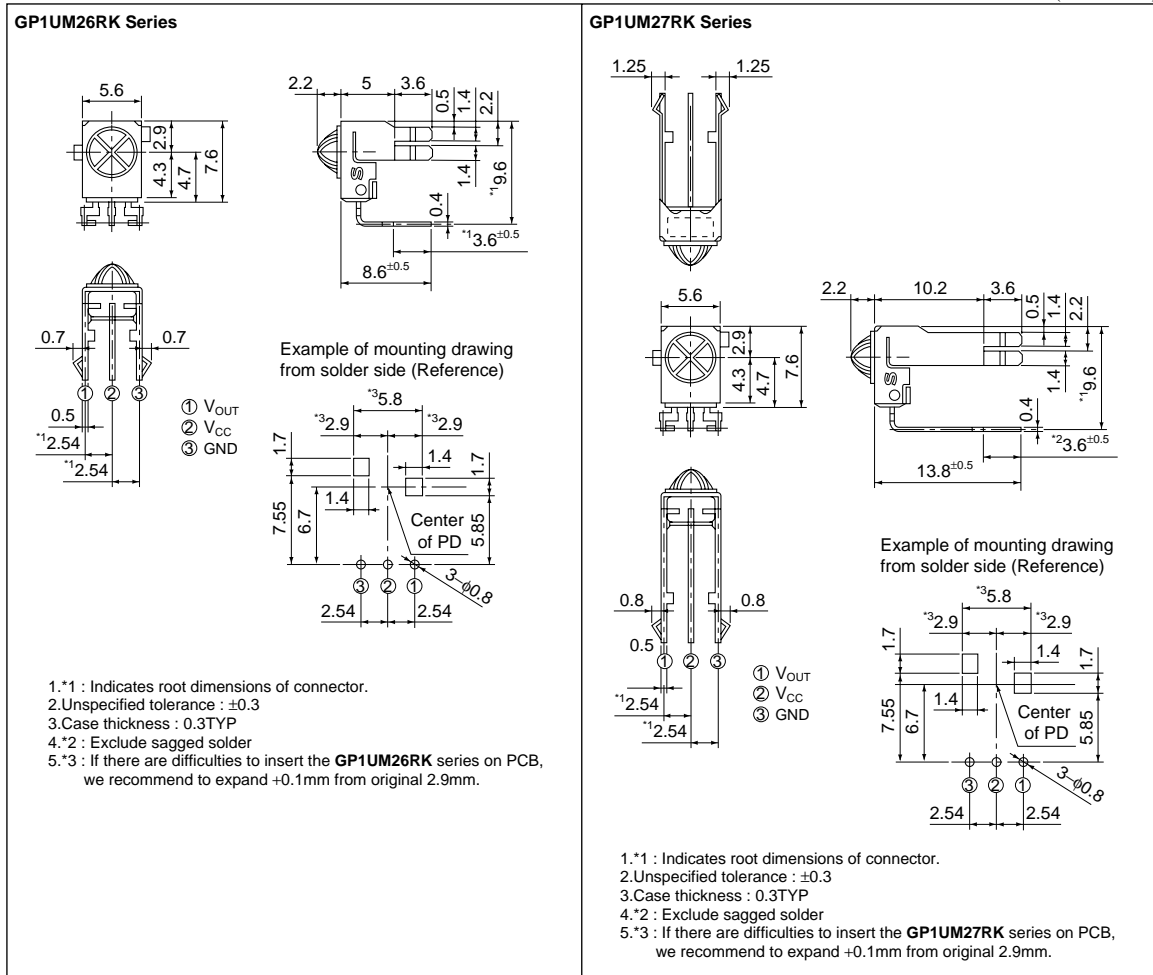 GP1UM26RK Series
5.6
2.9
4.3
4.7
7.6
2.2
5
3.6
0.5
1.4
2.2
1.4
*19.6
0.4
*13.6±0.5
8.6±0.5
0.7
0.7
① ② ③
0.5
*12.54
*12.54
① VOUT
② VCC
③ GND
Example of mounting drawing
from solder side (Reference)
*35.8
*32.9
*32.9
1.7
1.4
1.7
1.4
7.55
6.7
Center
of PD
5.85
3–φ0.8
③ ② ①
2.54
2.54
1.*1 : Indicates root dimensions of connector.
2.Unspecified tolerance : ±0.3
3.Case thickness : 0.3TYP
4.*2 : Exclude sagged solder
5.*3 : If there are difficulties to insert the GP1UM26RK series on PCB,
we recommend to expand +0.1mm from original 2.9mm.
GP1UM27RK Series
1.25
1.25
5.6
2.9
4.3
4.7
7.6
2.2
10.2
3.6
0.5
1.4
2.2
1.4
*19.6
0.4
*23.6±0.5
13.8±0.5
0.8
0.8
0.5
① ② ③
*12.54
*12.54
① VOUT
② VCC
③ GND
Example of mounting drawing
from solder side (Reference)
*35.8
*32.9
*32.9
1.7
1.4
1.7
1.4
7.55
6.7
Center
of PD
5.85
3–φ0.8
③ ② ①
2.54
2.54
1.*1 : Indicates root dimensions of connector.
2.Unspecified tolerance : ±0.3
3.Case thickness : 0.3TYP
4.*2 : Exclude sagged solder
5.*3 : If there are difficulties to insert the GP1UM27RK series on PCB,
we recommend to expand +0.1mm from original 2.9mm.